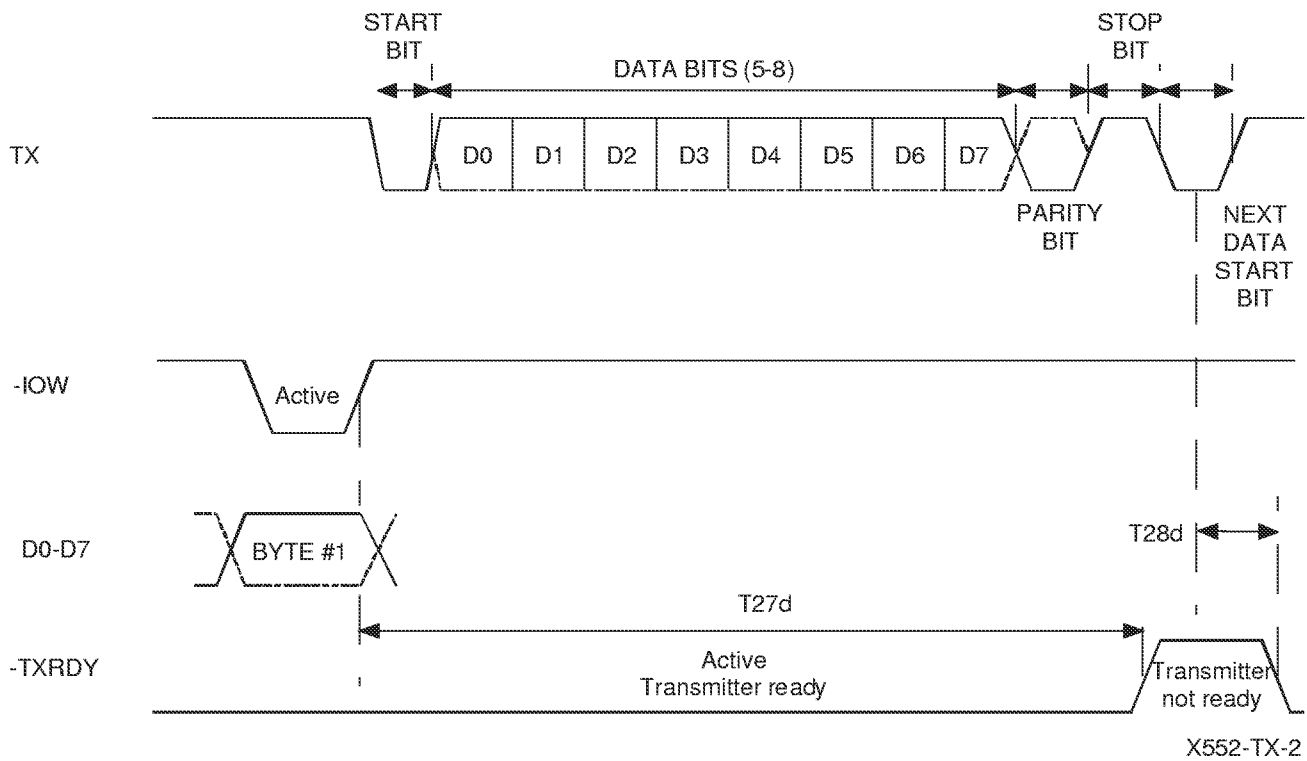 START
BIT
DATA BITS (5-8)
STOP
BIT
TX
D0 D1 D2 D3 D4 D5 D6 D7
PARITY
BIT
NEXT
DATA
START
BIT
-IOW
Active
D0-D7
BYTE #1
T28d
T27d
-TXRDY
Active
Transmitter ready
Transmitter
not ready
X552-TX-2